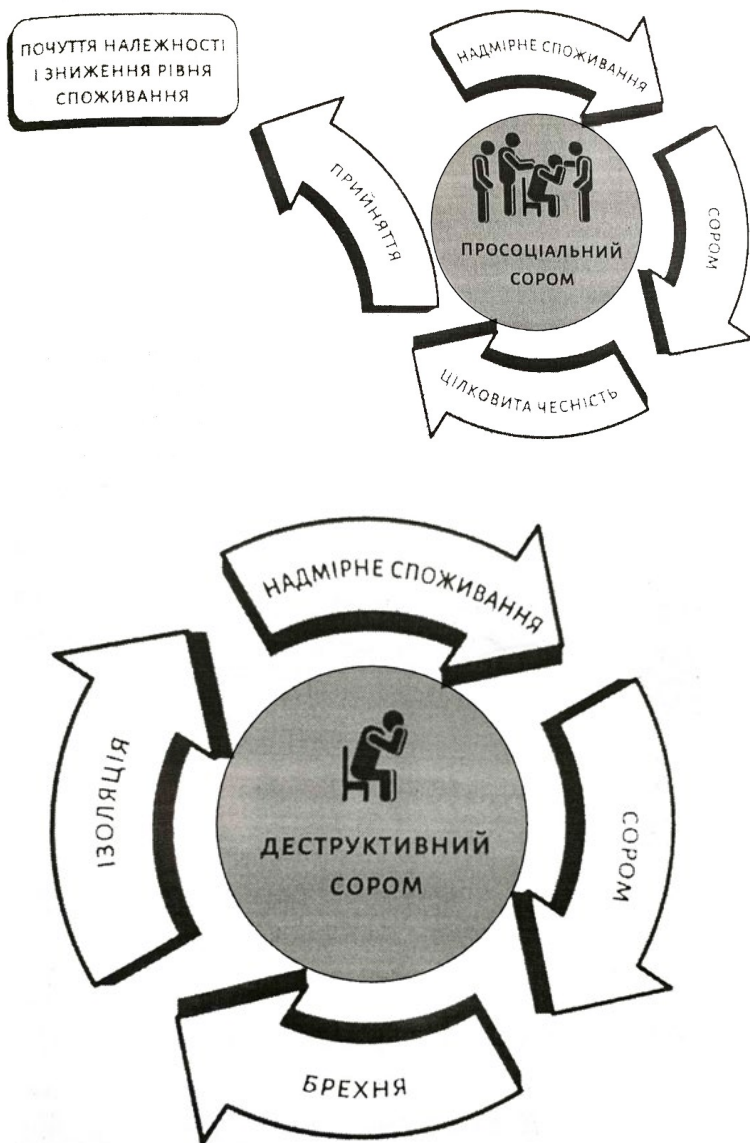 ПОЧУТТЯ НАЛЕЖНОСТІ
І ЗНИЖЕННЯ РІВНЯ
СПОЖИВАННЯ
НАДМІРНЕ СПОЖИВАННЯ
СОРОМ
ЦІЛКОВИТА ЧЕСНІСТЬ
ПРИЙНЯТТЯ
ПРОСОЦІАЛЬНИЙ
СОРОМ
НАДМІРНЕ СПОЖИВАННЯ
СОРОМ
БРЕХНЯ
ІЗОЛЯЦІЯ
ДЕСТРУКТИВНИЙ
СОРОМ